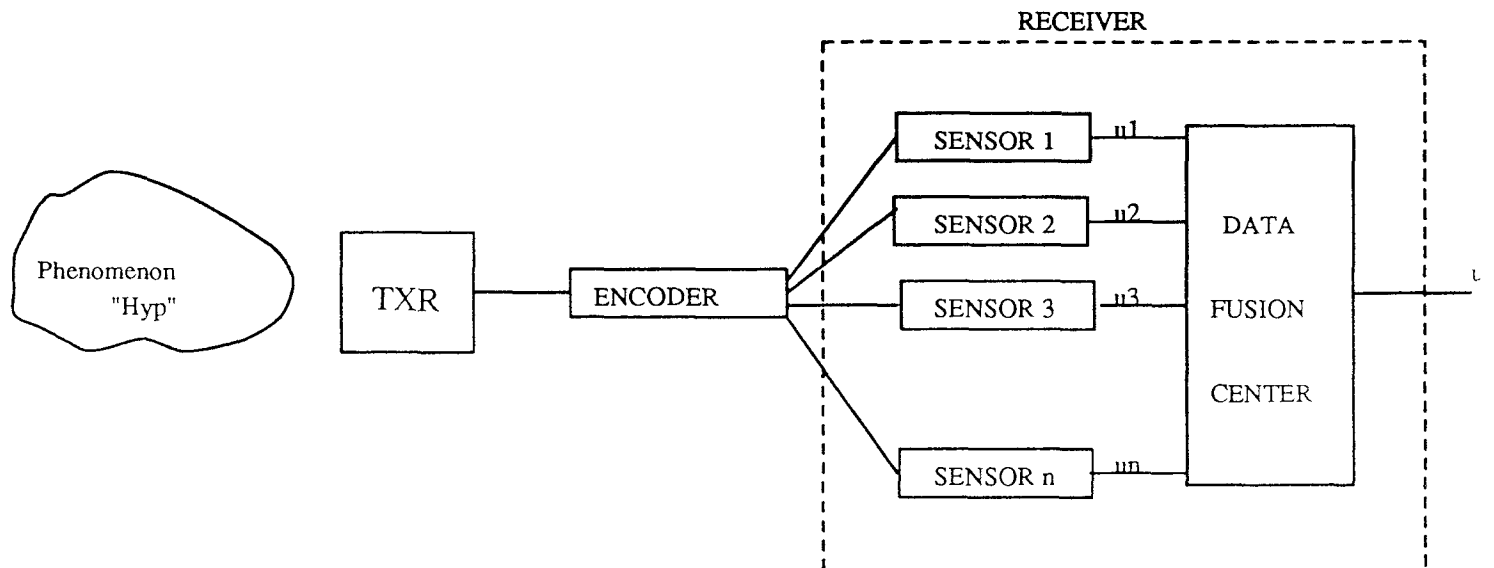 RECEIVER
SENSOR 1
u1
SENSOR 2
u2
DATA
Phenomenon
"Hyp"
TXR
ENCODER
SENSOR 3
u3
FUSION
CENTER
SENSOR n
un